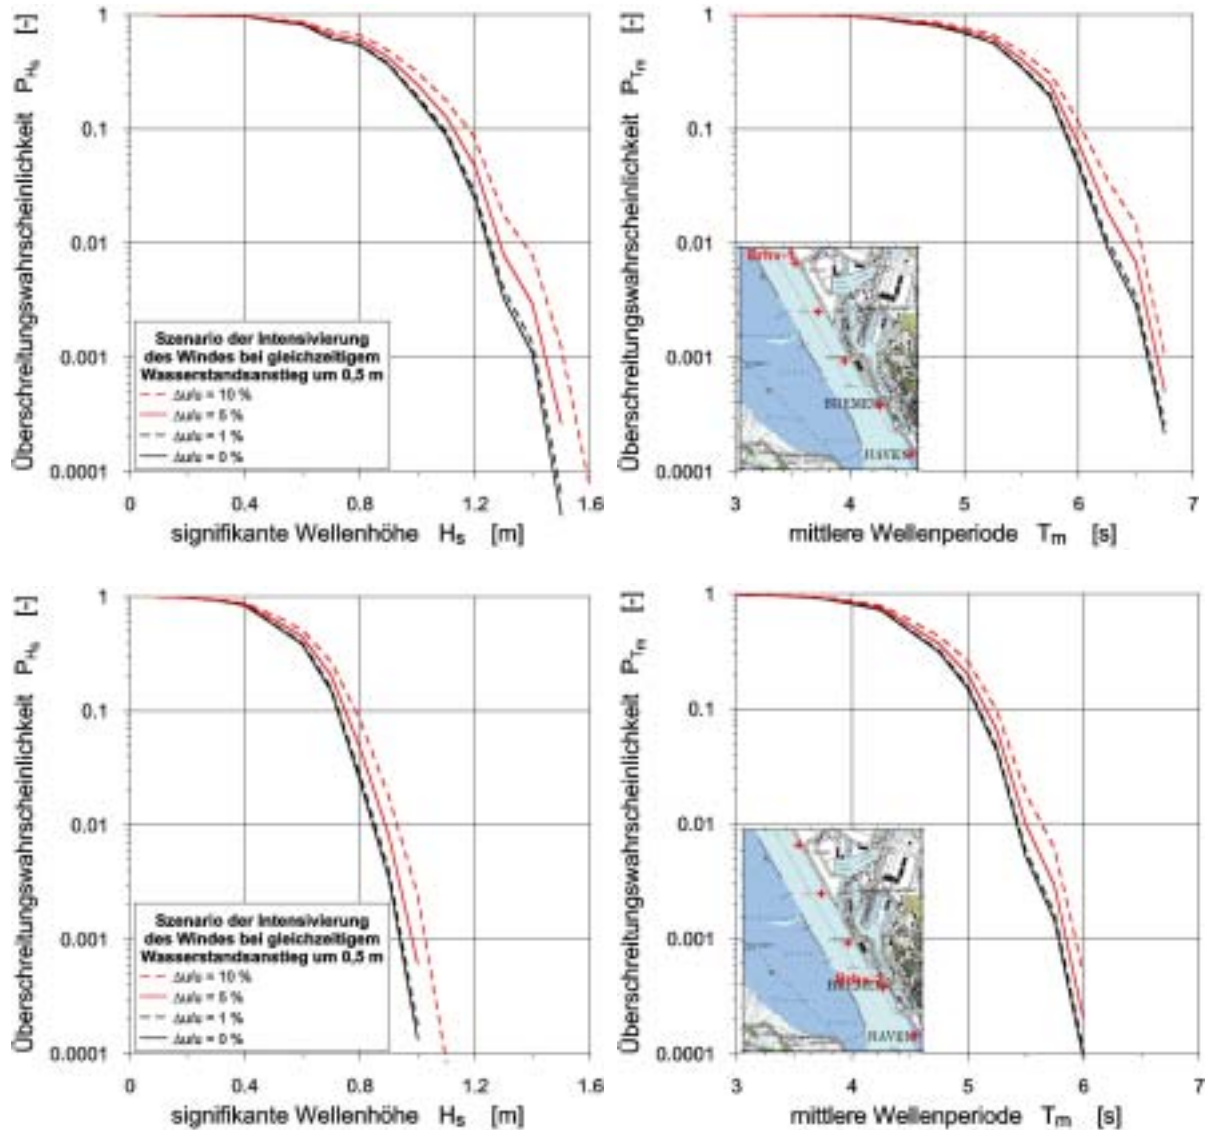 Überschreitungswahrscheinlichkeit P_Hs [-]
1
0.1
0.01
0.001
0.0001
Szenario der Intensivierung
des Windes bei gleichzeitigem
Wasserstandsanstieg um 0,5 m
Δu/u = 10 %
Δu/u = 5 %
Δu/u = 1 %
Δu/u = 0 %
0 0.4 0.8 1.2 1.6
signifikante Wellenhöhe H_s [m]
Überschreitungswahrscheinlichkeit P_Tm [-]
1
0.1
0.01
0.001
0.0001
BREMER
HAVEN
3 4 5 6 7
mittlere Wellenperiode T_m [s]
Überschreitungswahrscheinlichkeit P_Hs [-]
1
0.1
0.01
0.001
0.0001
Szenario der Intensivierung
des Windes bei gleichzeitigem
Wasserstandsanstieg um 0,5 m
Δu/u = 10 %
Δu/u = 5 %
Δu/u = 1 %
Δu/u = 0 %
0 0.4 0.8 1.2 1.6
signifikante Wellenhöhe H_s [m]
Überschreitungswahrscheinlichkeit P_Tm [-]
1
0.1
0.01
0.001
0.0001
HAVEN
3 4 5 6 7
mittlere Wellenperiode T_m [s]